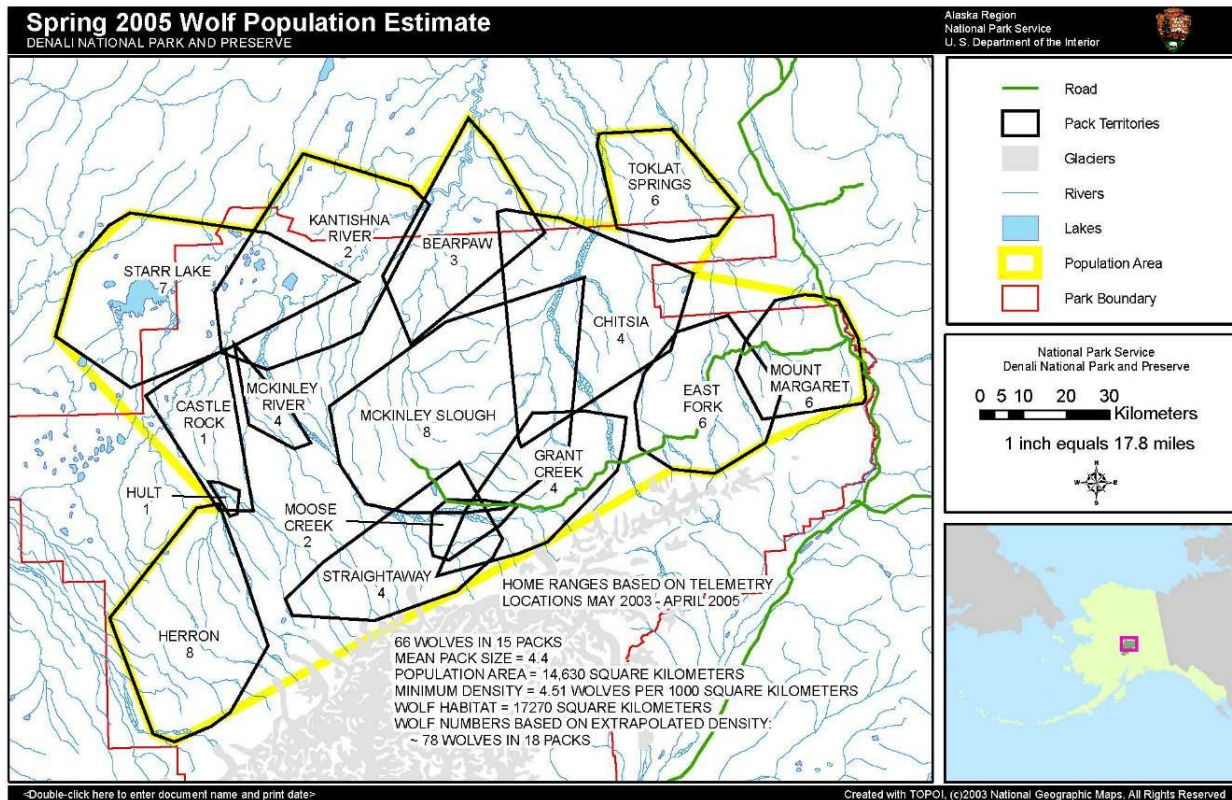 Spring 2005 Wolf Population Estimate
DENALI NATIONAL PARK AND PRESERVE
Alaska Region
National Park Service
U. S. Department of the Interior
TOKLAT
SPRINGS
6
KANTISHNA
RIVER
2
BEARPAW
3
STARR LAKE
7
CHITSIA
4
MOUNT
MARGARET
6
EAST
FORK
6
MCKINLEY
RIVER
4
CASTLE
ROCK
1
MCKINLEY SLOUGH
8
GRANT
CREEK
4
HULT
1
MOOSE
CREEK
2
STRAIGHTAWAY
4
HERRON
8
HOME RANGES BASED ON TELEMETRY
LOCATIONS MAY 2003 - APRIL 2005
66 WOLVES IN 15 PACKS
MEAN PACK SIZE = 4.4
POPULATION AREA = 14,630 SQUARE KILOMETERS
MINIMUM DENSITY = 4.51 WOLVES PER 1000 SQUARE KILOMETERS
WOLF HABITAT = 17270 SQUARE KILOMETERS
WOLF NUMBERS BASED ON EXTRAPOLATED DENSITY:
~ 78 WOLVES IN 18 PACKS
Road
Pack Territories
Glaciers
Rivers
Lakes
Population Area
Park Boundary
National Park Service
Denali National Park and Preserve
0 5 10 20 30
Kilometers
1 inch equals 17.8 miles
N
W E
S
<Double-click here to enter document name and print date>
Created with TOPO!, (c)2003 National Geographic Maps, All Rights Reserved